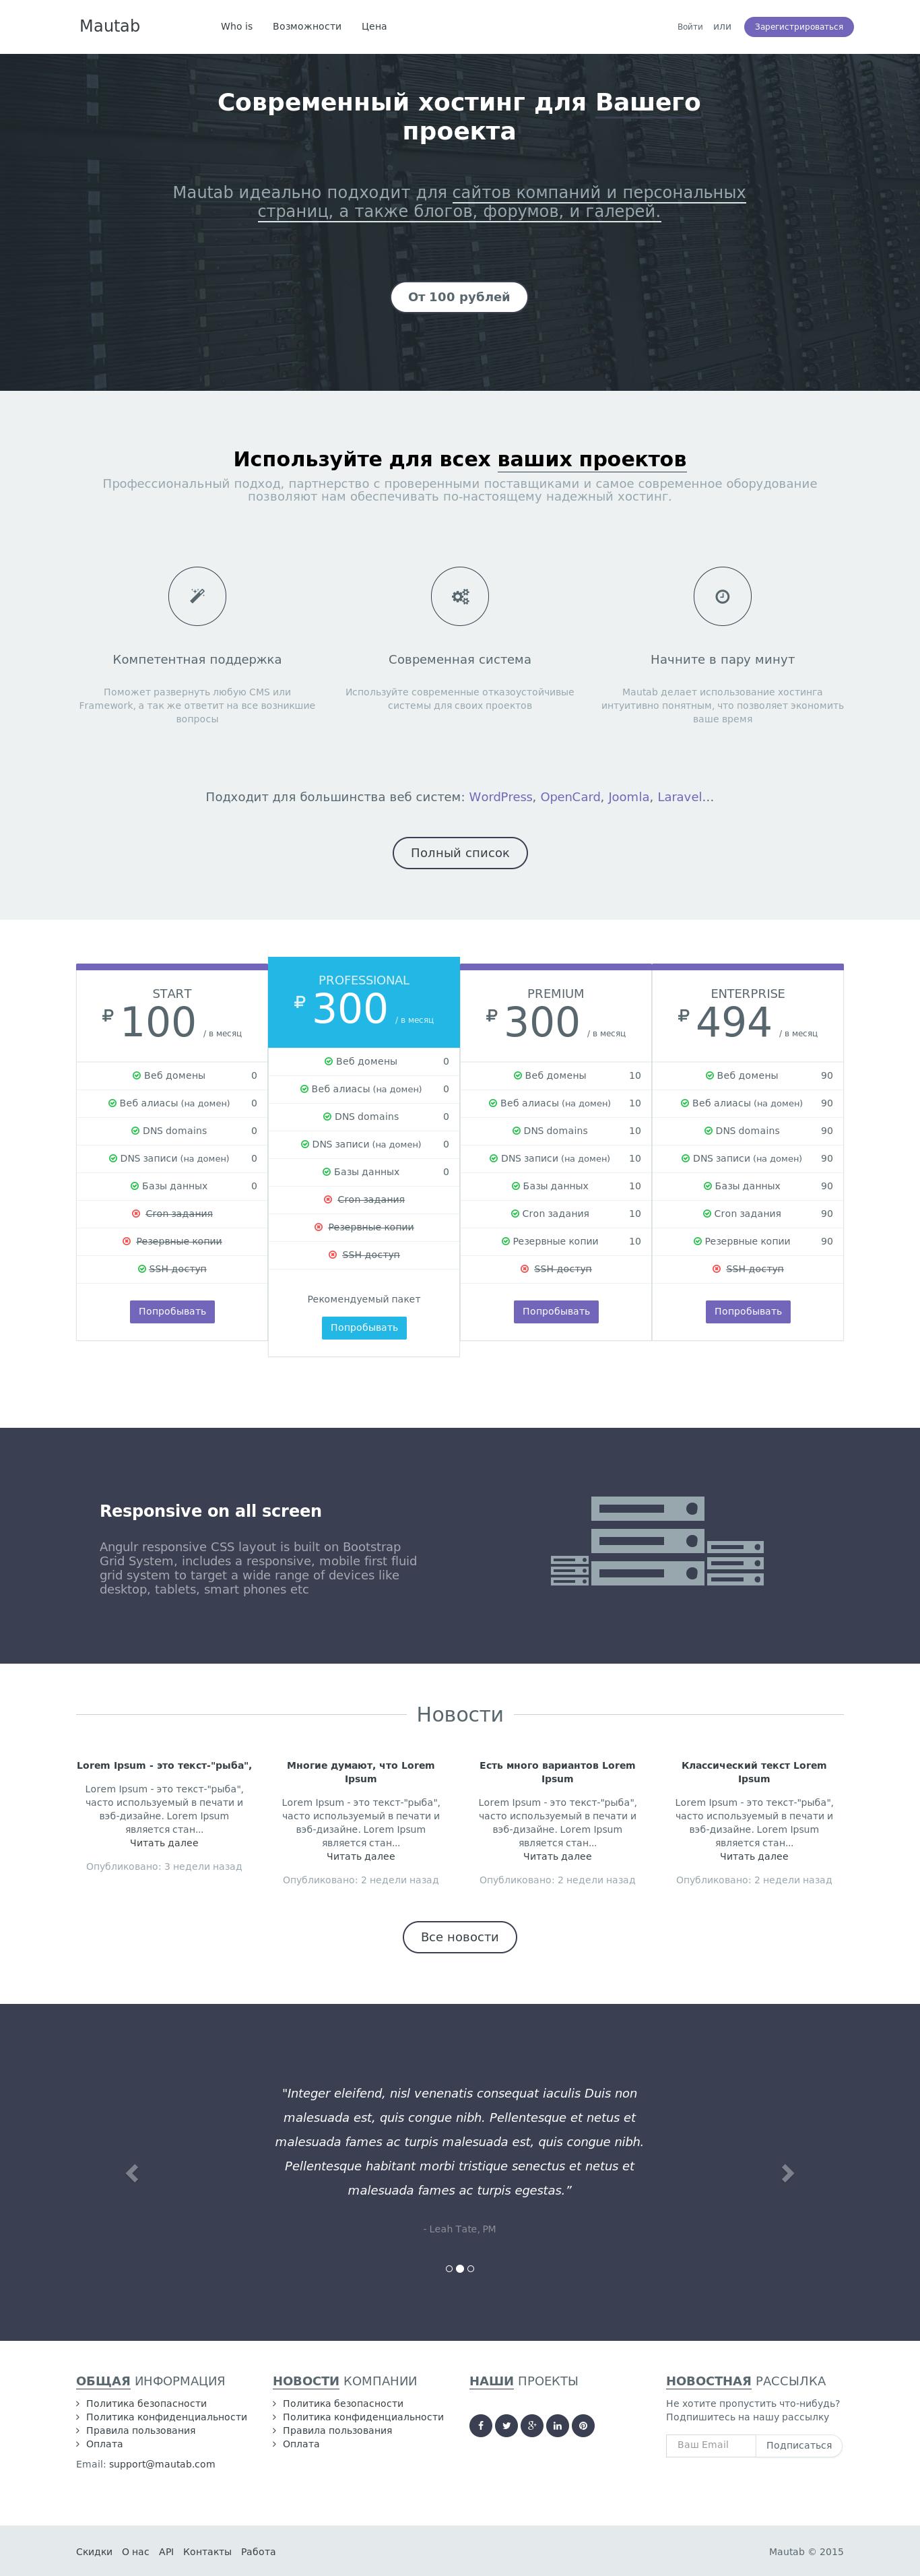 Mautab
Who is
Возможности
Цена
Войти
или
Зарегистрироваться
Современный хостинг для Вашего
проекта
Mautab идеально подходит для сайтов компаний и персональных
страниц, а также блогов, форумов, и галерей.
От 100 рублей
Используйте для всех ваших проектов
Профессиональный подход, партнерство с проверенными поставщиками и самое современное оборудование
позволяют нам обеспечивать по-настоящему надежный хостинг.
Компетентная поддержка
Поможет развернуть любую CMS или
Framework, а так же ответит на все возникшие
вопросы
Современная система
Используйте современные отказоустойчивые
системы для своих проектов
Начните в пару минут
Mautab делает использование хостинга
интуитивно понятным, что позволяет экономить
ваше время
Подходит для большинства веб систем: WordPress, OpenCard, Joomla, Laravel...
Полный список
START
₽ 100 / в месяц
Веб домены 0
Веб алиасы (на домен) 0
DNS domains 0
DNS записи (на домен) 0
Базы данных 0
Cron задания
Резервные копии
SSH доступ
Попробывать
PROFESSIONAL
₽ 300 / в месяц
Веб домены 0
Веб алиасы (на домен) 0
DNS domains 0
DNS записи (на домен) 0
Базы данных 0
Cron задания
Резервные копии
SSH доступ
Рекомендуемый пакет
Попробывать
PREMIUM
₽ 300 / в месяц
Веб домены 10
Веб алиасы (на домен) 10
DNS domains 10
DNS записи (на домен) 10
Базы данных 10
Cron задания 10
Резервные копии 10
SSH доступ
Попробывать
ENTERPRISE
₽ 494 / в месяц
Веб домены 90
Веб алиасы (на домен) 90
DNS domains 90
DNS записи (на домен) 90
Базы данных 90
Cron задания 90
Резервные копии 90
SSH доступ
Попробывать
Responsive on all screen
Angulr responsive CSS layout is built on Bootstrap
Grid System, includes a responsive, mobile first fluid
grid system to target a wide range of devices like
desktop, tablets, smart phones etc
Новости
Lorem Ipsum - это текст-"рыба",
Lorem Ipsum - это текст-"рыба",
часто используемый в печати и
вэб-дизайне. Lorem Ipsum
является стан...
Читать далее
Опубликовано: 3 недели назад
Многие думают, что Lorem
Ipsum
Lorem Ipsum - это текст-"рыба",
часто используемый в печати и
вэб-дизайне. Lorem Ipsum
является стан...
Читать далее
Опубликовано: 2 недели назад
Есть много вариантов Lorem
Ipsum
Lorem Ipsum - это текст-"рыба",
часто используемый в печати и
вэб-дизайне. Lorem Ipsum
является стан...
Читать далее
Опубликовано: 2 недели назад
Классический текст Lorem
Ipsum
Lorem Ipsum - это текст-"рыба",
часто используемый в печати и
вэб-дизайне. Lorem Ipsum
является стан...
Читать далее
Опубликовано: 2 недели назад
Все новости
"Integer eleifend, nisl venenatis consequat iaculis Duis non
malesuada est, quis congue nibh. Pellentesque et netus et
malesuada fames ac turpis malesuada est, quis congue nibh.
Pellentesque habitant morbi tristique senectus et netus et
malesuada fames ac turpis egestas.”
- Leah Tate, PM
ОБЩАЯ ИНФОРМАЦИЯ
Политика безопасности
Политика конфиденциальности
Правила пользования
Оплата
Email: support@mautab.com
НОВОСТИ КОМПАНИИ
Политика безопасности
Политика конфиденциальности
Правила пользования
Оплата
НАШИ ПРОЕКТЫ
НОВОСТНАЯ РАССЫЛКА
Не хотите пропустить что-нибудь?
Подпишитесь на нашу рассылку
Ваш Email
Подписаться
Скидки
О нас
API
Контакты
Работа
Mautab © 2015